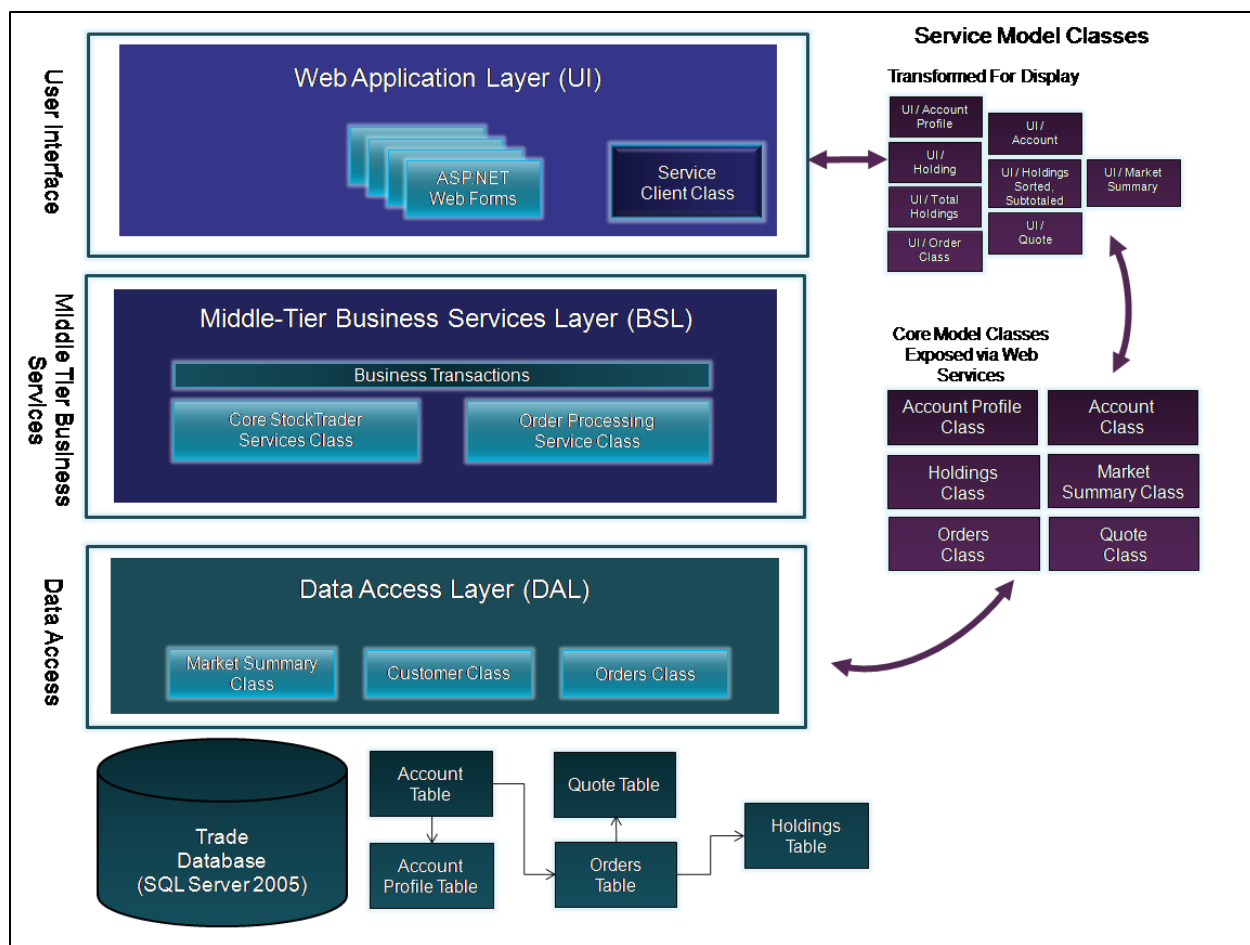 User Interface
Web Application Layer (UI)
ASP.NET
Web Forms
Service
Client Class
Service Model Classes
Transformed For Display
UI / Account
Profile
UI /
Holding
UI / Total
Holdings
UI / Order
Class
UI /
Account
UI / Holdings
Sorted,
Subtotaled
UI /
Quote
UI / Market
Summary
Middle Tier Business
Services
Middle-Tier Business Services Layer (BSL)
Business Transactions
Core StockTrader
Services Class
Order Processing
Service Class
Core Model Classes
Exposed via Web
Services
Account Profile
Class
Account
Class
Holdings
Class
Market
Summary Class
Orders
Class
Quote
Class
Data Access
Data Access Layer (DAL)
Market Summary
Class
Customer Class
Orders Class
Trade
Database
(SQL Server 2005)
Account
Table
Quote Table
Holdings
Table
Account
Profile Table
Orders
Table